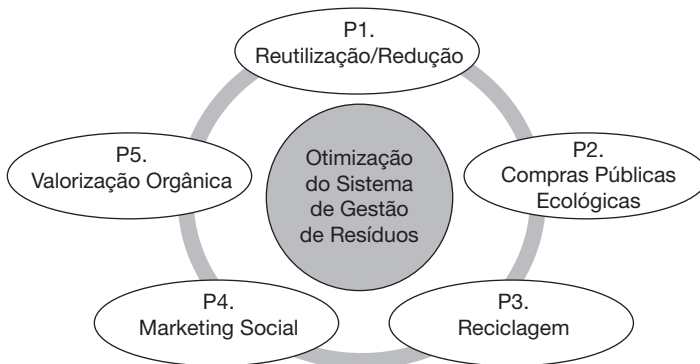 P1.
Reutilização/Redução
P2.
Compras Públicas
Ecológicas
P3.
Reciclagem
P4.
Marketing Social
P5.
Valorização Orgânica
Otimização
do Sistema
de Gestão
de Resíduos